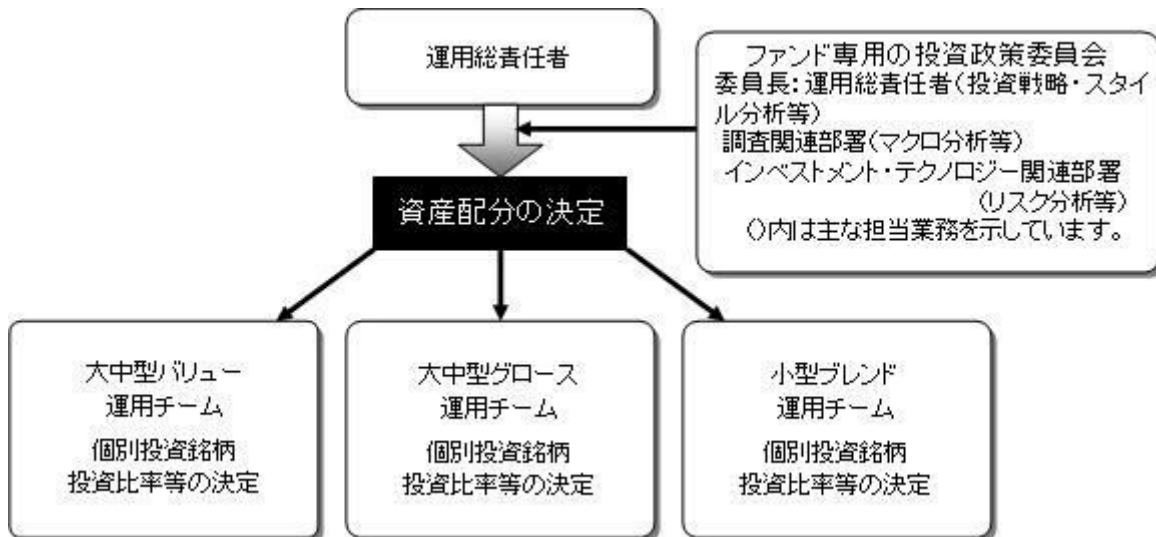 運用総責任者
ファンド専用の投資政策委員会
委員長:運用総責任者(投資戦略・スタイ
ル分析等)
調査関連部署(マクロ分析等)
インベストメント・テクノロジー関連部署
(リスク分析等)
()内は主な担当業務を示しています。
資産配分の決定
大中型バリュー
運用チーム
個別投資銘柄
投資比率等の決定
大中型グロース
運用チーム
個別投資銘柄
投資比率等の決定
小型ブレンド
運用チーム
個別投資銘柄
投資比率等の決定